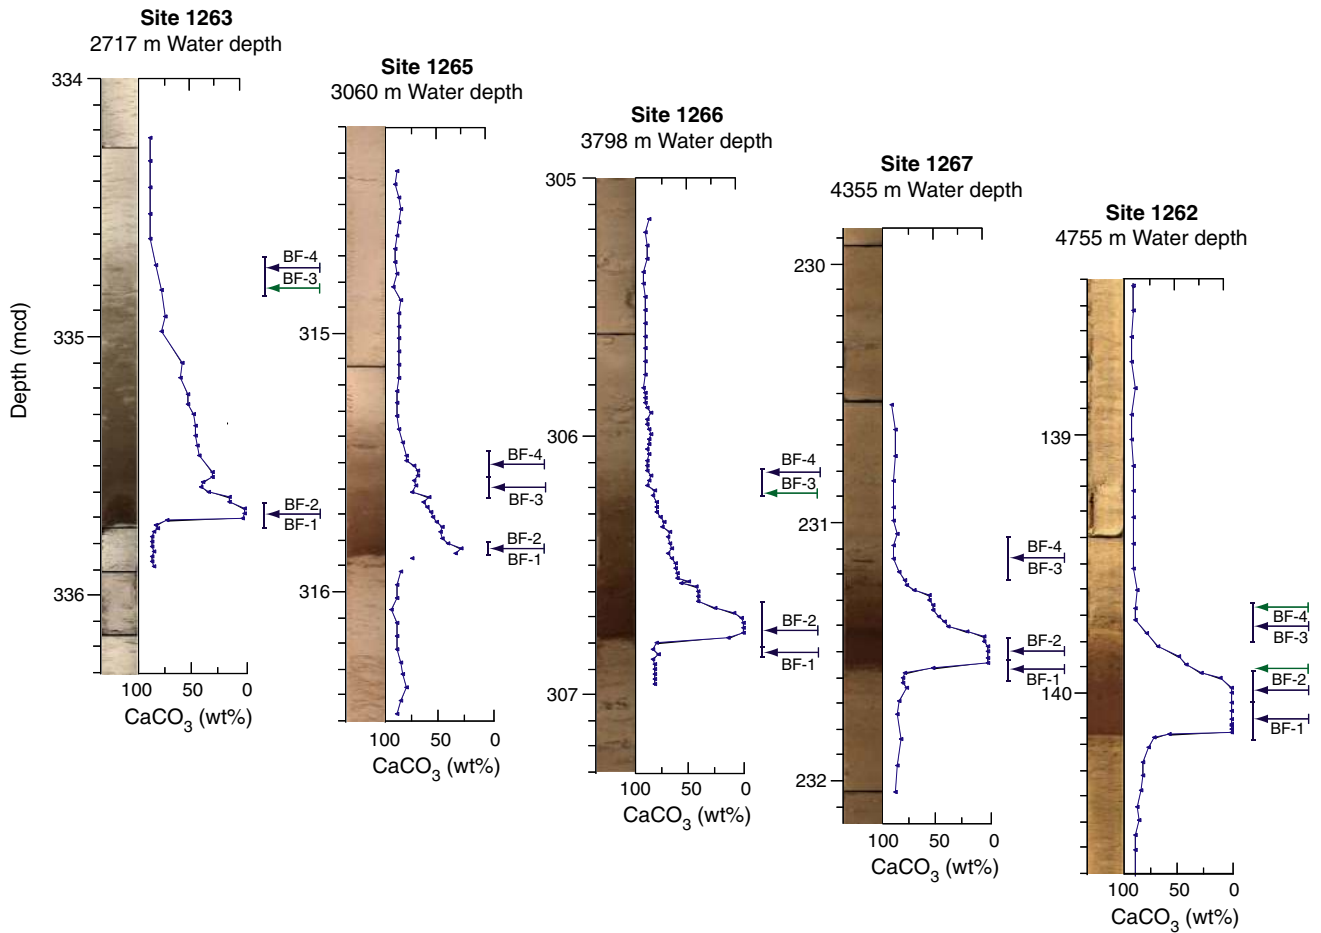 Site 1263
2717 m Water depth
Site 1265
3060 m Water depth
Site 1266
3798 m Water depth
Site 1267
4355 m Water depth
Site 1262
4755 m Water depth
Depth (mcd)
334
335
336
BF-4
BF-3
BF-2
BF-1
100 50 0
CaCO3 (wt%)
315
316
BF-4
BF-3
BF-2
BF-1
100 50 0
CaCO3 (wt%)
305
306
307
BF-4
BF-3
BF-2
BF-1
100 50 0
CaCO3 (wt%)
230
231
232
BF-4
BF-3
BF-2
BF-1
100 50 0
CaCO3 (wt%)
139
140
BF-4
BF-3
BF-2
BF-1
100 50 0
CaCO3 (wt%)